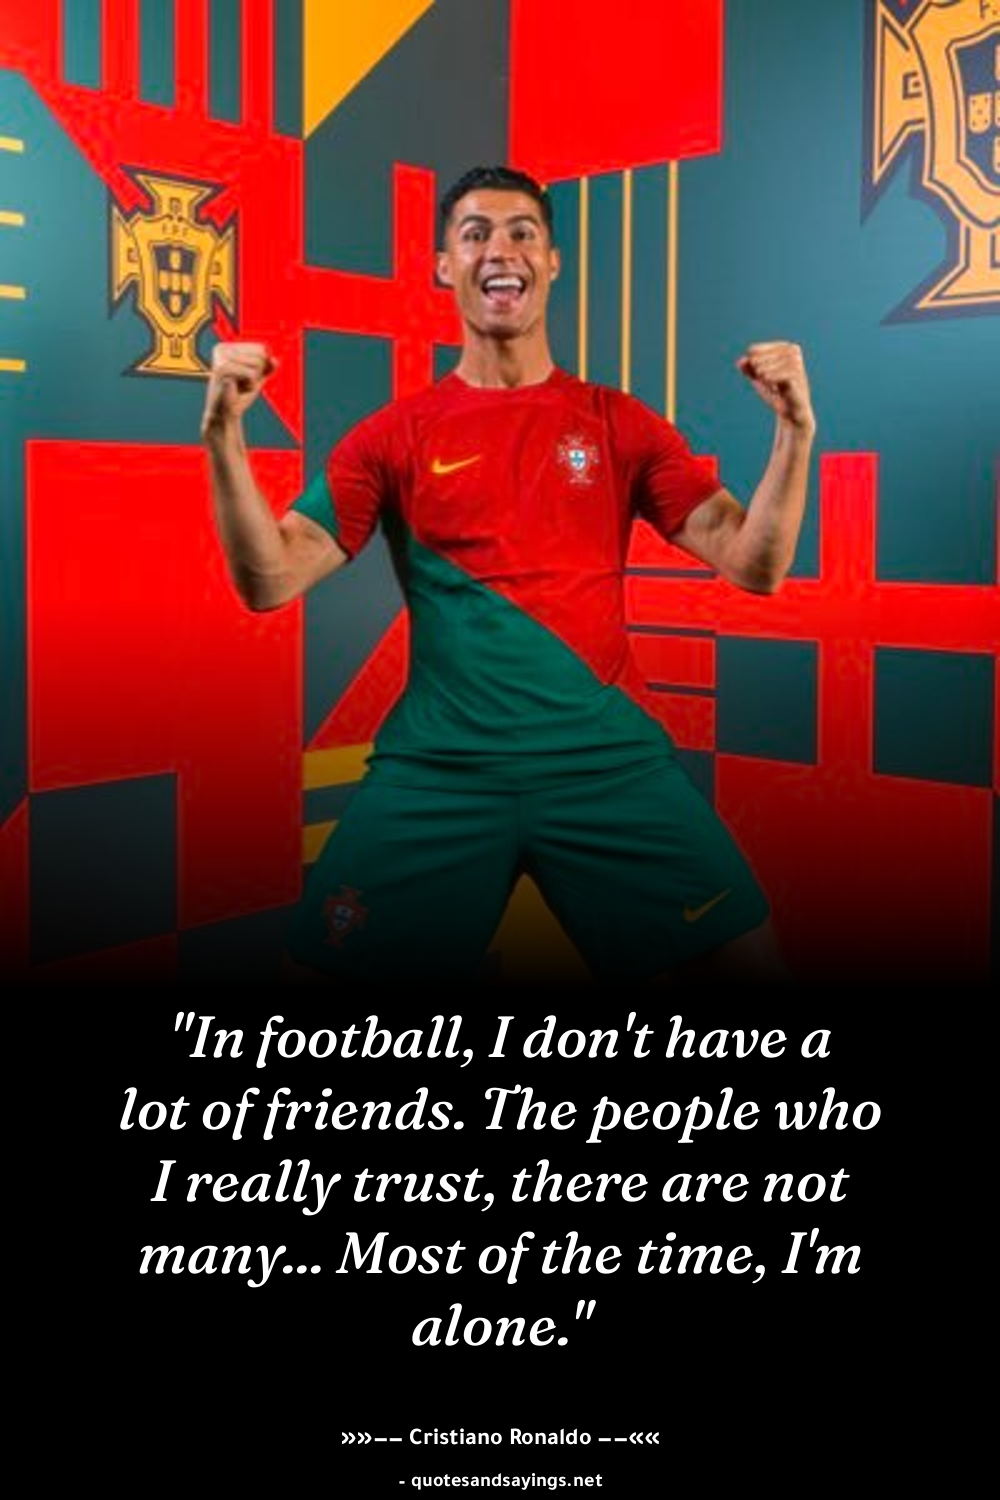 "In football, I don't have a
lot of friends. The people who
I really trust, there are not
many... Most of the time, I'm
alone."
»»−− Cristiano Ronaldo −−««
- quotesandsayings.net